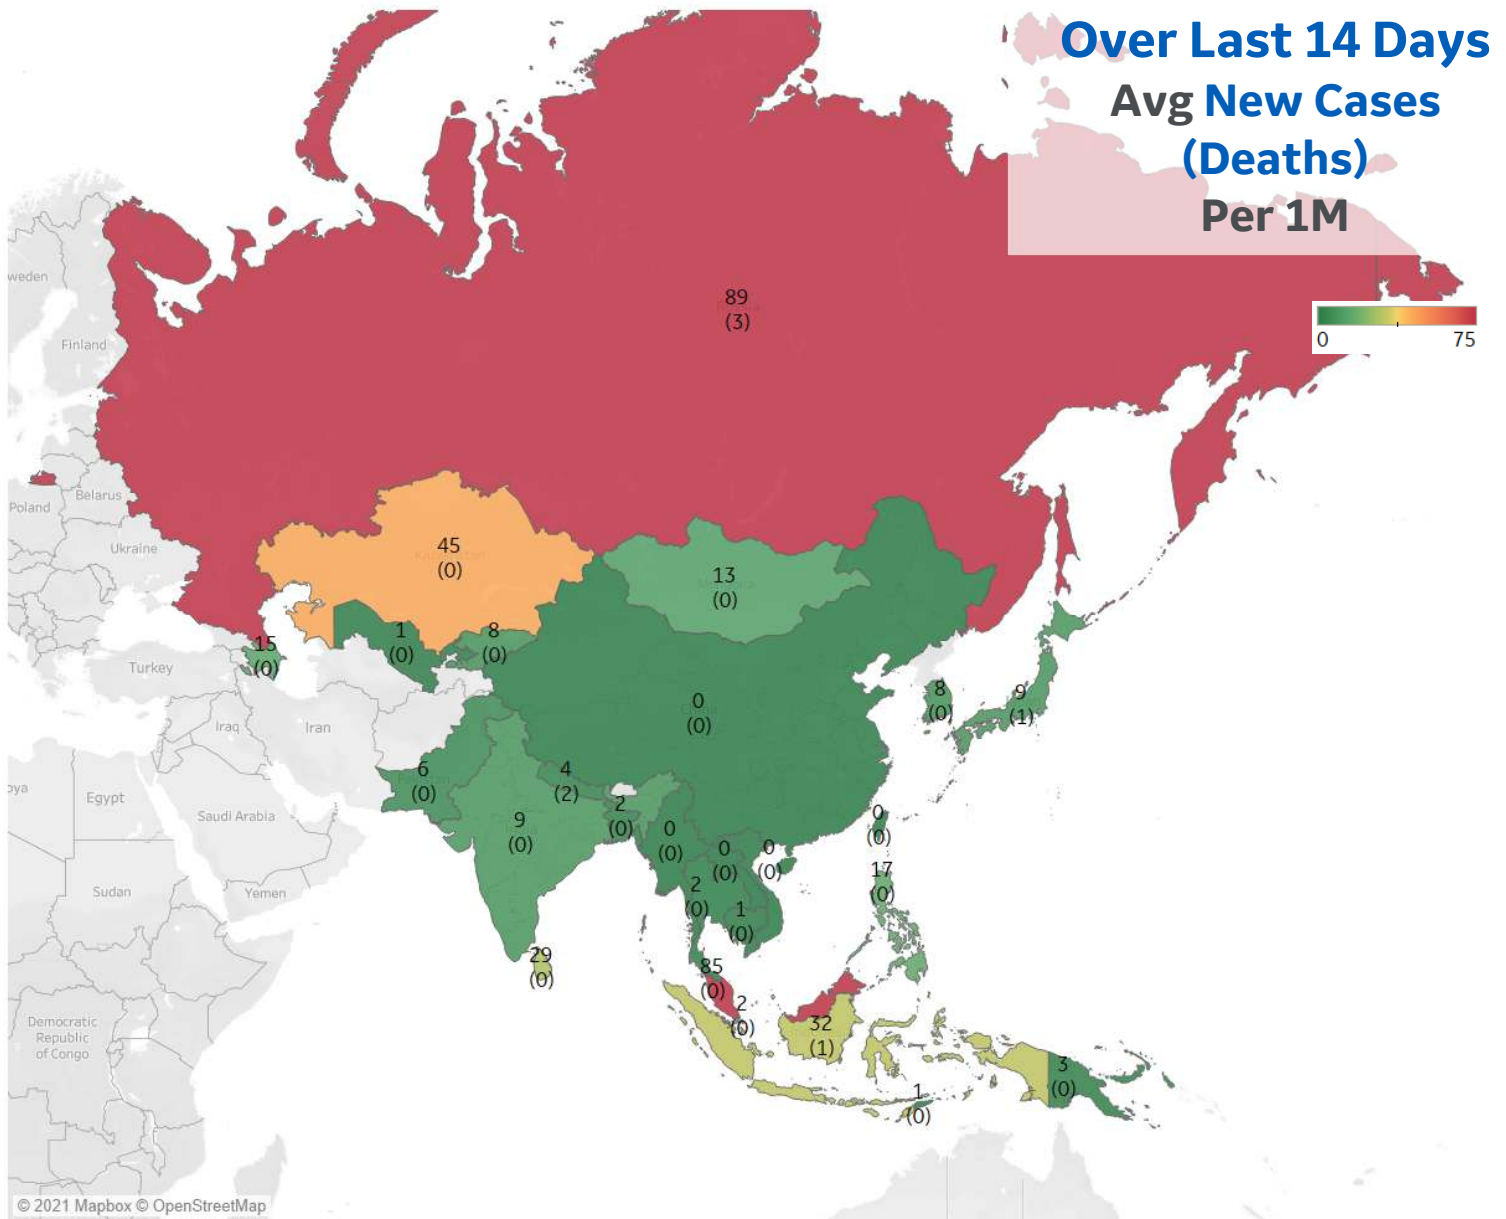 Over Last 14 Days
Avg New Cases
(Deaths)
Per 1M
0 75
89
(3)
weden
Finland
Belarus
Poland
Ukraine
45
(0)
13
(0)
1
(0)
8
(0)
15
(0)
Turkey
Iraq
Iran
0
(0)
8
(0)
9
(1)
6
(0)
4
(2)
2
(0)
9
(0)
oya
Egypt
Saudi Arabia
0
(0)
0
(0)
0
(0)
0
(0)
17
(0)
Sudan
Yemen
2
(0)
1
(0)
29
(0)
85
(0)
2
(0)
32
(1)
Democratic
Republic
of Congo
3
(0)
1
(0)
© 2021 Mapbox © OpenStreetMap